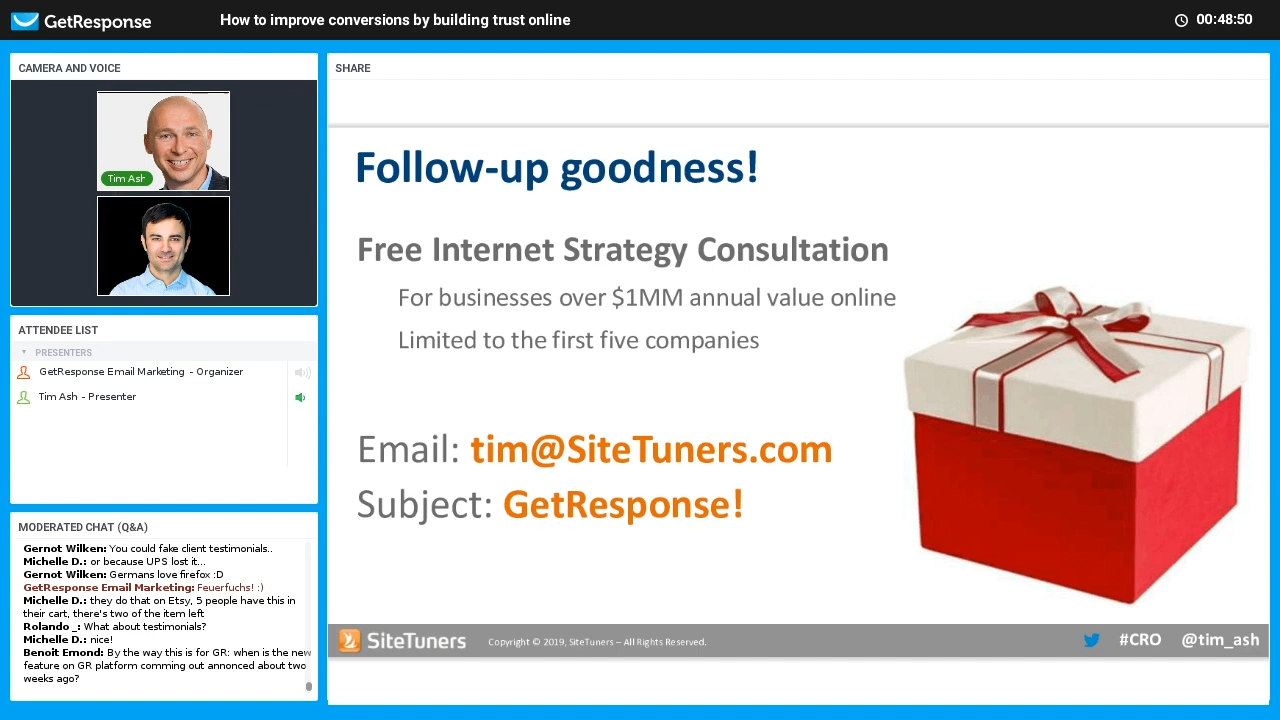 GetResponse
How to improve conversions by building trust online
00:48:50
CAMERA AND VOICE
Tim Ash
ATTENDEE LIST
PRESENTERS
GetResponse Email Marketing - Organizer
Tim Ash - Presenter
MODERATED CHAT (Q&A)
Gernot Wilken: You could fake client testimonials..
Michelle D.: or because UPS lost it...
Gernot Wilken: Germans love firefox :D
GetResponse Email Marketing: Feuerfuchs! :)
Michelle D.: they do that on Etsy, 5 people have this in
their cart, there's two of the item left
Rolando _: What about testimonials?
Michelle D.: nice!
Benoit Emond: By the way this is for GR: when is the new
feature on GR platform comming out annonced about two
weeks ago?
SHARE
Follow-up goodness!
Free Internet Strategy Consultation
For businesses over $1MM annual value online
Limited to the first five companies
Email: tim@SiteTuners.com
Subject: GetResponse!
SiteTuners
Copyright © 2019, SiteTuners – All Rights Reserved.
#CRO
@tim_ash